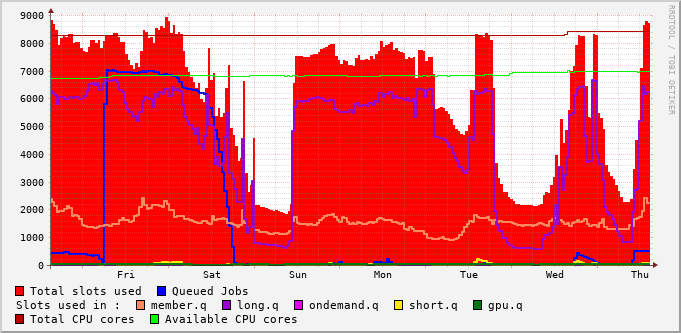 RRDTOOL / TOBI OETIKER
9000
8000
7000
6000
5000
4000
3000
2000
1000
0
Fri Sat Sun Mon Tue Wed Thu
Total slots used Queued Jobs
Slots used in : member.q long.q ondemand.q short.q gpu.q
Total CPU cores Available CPU cores